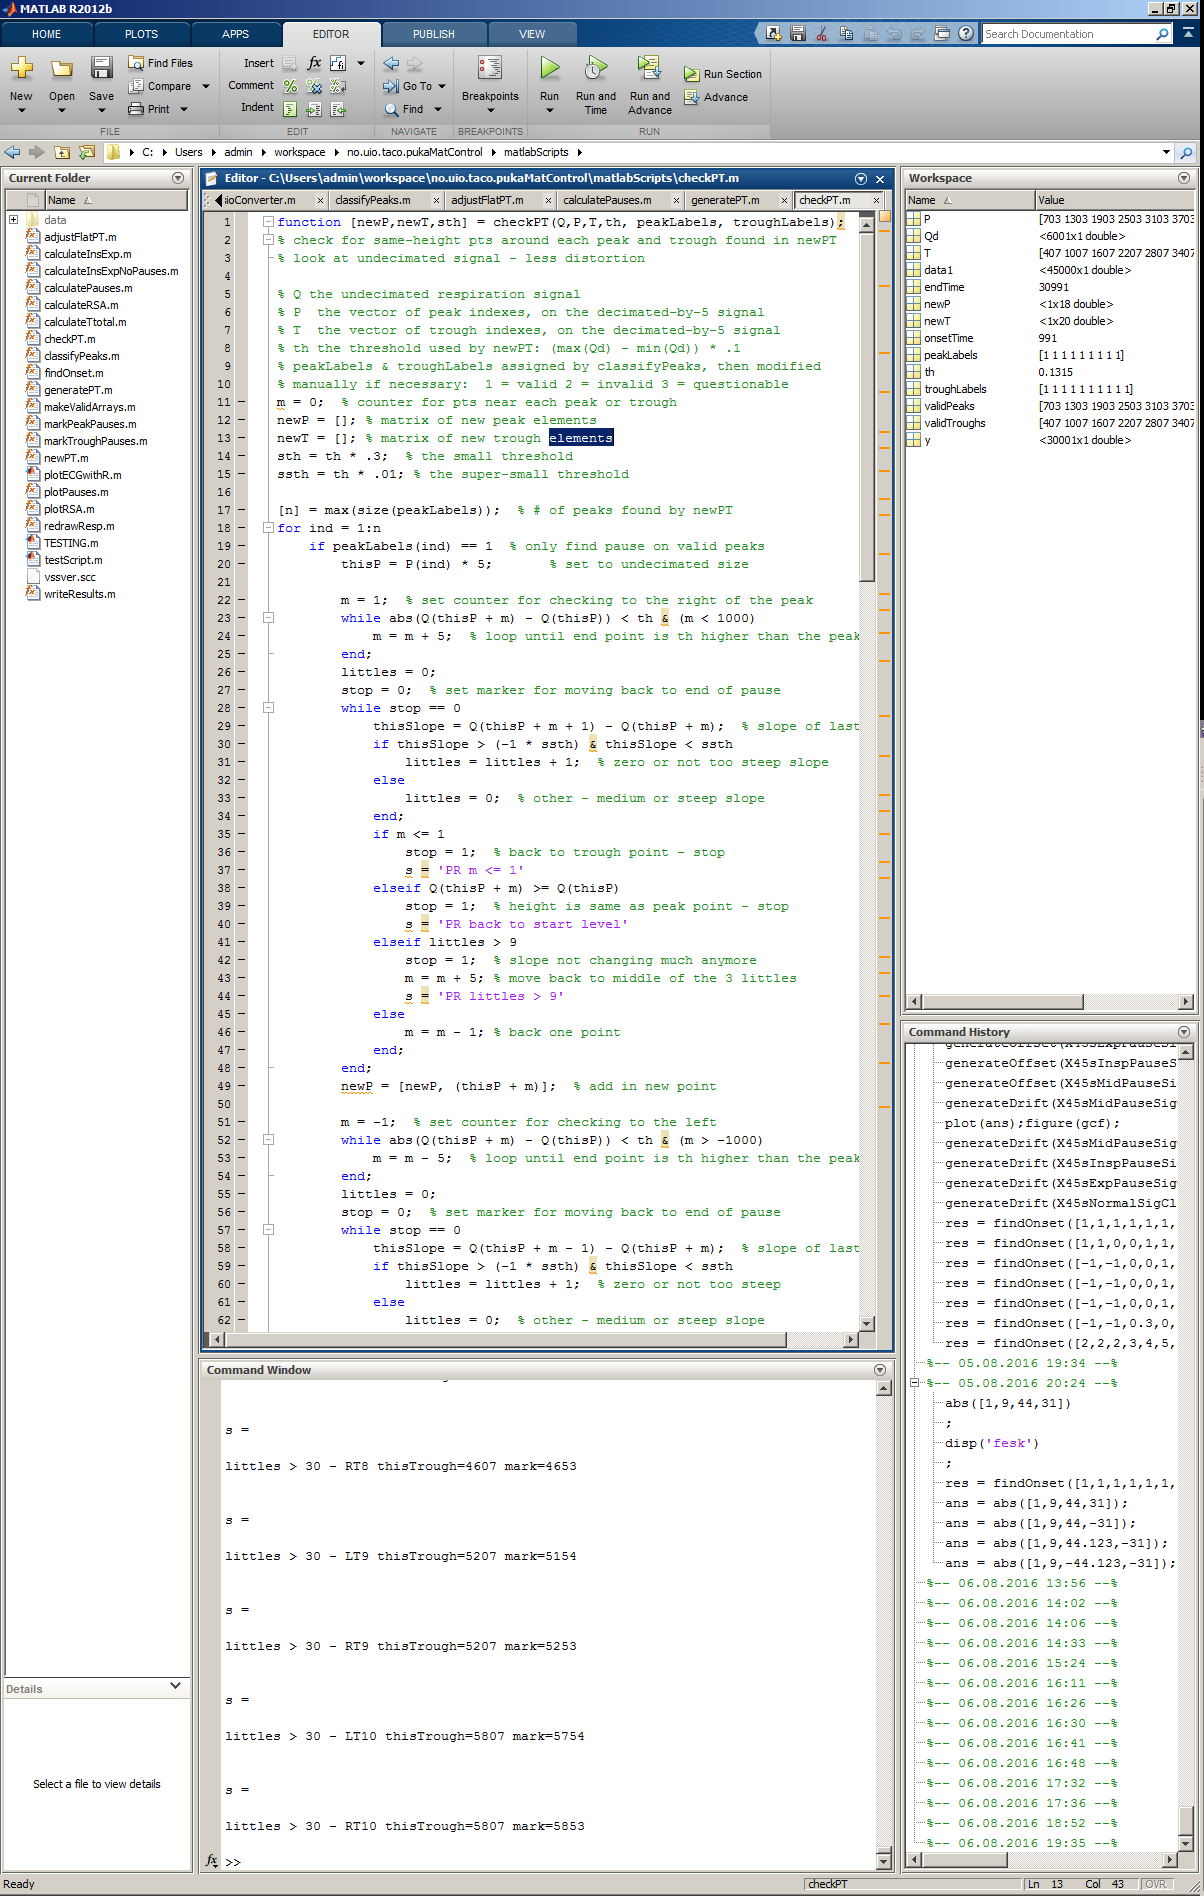 MATLAB R2012b
HOME PLOTS APPS EDITOR PUBLISH VIEW
Search Documentation
New Open Save Find Files Compare Print
FILE
Insert fx
Comment
Indent
EDIT
Go To
Find
NAVIGATE
Breakpoints
BREAKPOINTS
Run Run and Time Run and Advance Run Section Advance
RUN
C: Users admin workspace no.uio.taco.pukaMatControl matlabScripts
Current Folder
Name
data
adjustFlatPT.m
calculateInsExp.m
calculateInsExpNoPauses.m
calculatePauses.m
calculateRSA.m
calculateTtotal.m
checkPT.m
classifyPeaks.m
findOnset.m
generatePT.m
makeValidArrays.m
markPeakPauses.m
markTroughPauses.m
newPT.m
plotECGwithR.m
plotPauses.m
plotRSA.m
redrawResp.m
TESTING.m
testScript.m
vssver.scc
writeResults.m
Details
Select a file to view details
Editor - C:\Users\admin\workspace\no.uio.taco.pukaMatControl\matlabScripts\checkPT.m
ioConverter.m classifyPeaks.m adjustFlatPT.m calculatePauses.m generatePT.m checkPT.m
1 function [newP,newT,sth] = checkPT(Q,P,T,th, peakLabels, troughLabels);
2 % check for same-height pts around each peak and trough found in newPT
3 % look at undecimated signal - less distortion
4
5 % Q the undecimated respiration signal
6 % P  the vector of peak indexes, on the decimated-by-5 signal
7 % T  the vector of trough indexes, on the decimated-by-5 signal
8 % th the threshold used by newPT: (max(Qd) - min(Qd)) * .1
9 % peakLabels & troughLabels assigned by classifyPeaks, then modified
10 % manually if necessary:  1 = valid 2 = invalid 3 = questionable
11 m = 0;  % counter for pts near each peak or trough
12 newP = []; % matrix of new peak elements
13 newT = []; % matrix of new trough elements
14 sth = th * .3;  % the small threshold
15 ssth = th * .01; % the super-small threshold
16
17 [n] = max(size(peakLabels));  % # of peaks found by newPT
18 for ind = 1:n
19 if peakLabels(ind) == 1  % only find pause on valid peaks
20 thisP = P(ind) * 5;       % set to undecimated size
21
22 m = 1;  % set counter for checking to the right of the peak
23 while abs(Q(thisP + m) - Q(thisP)) < th & (m < 1000)
24 m = m + 5;  % loop until end point is th higher than the peak
25 end;
26 littles = 0;
27 stop = 0;  % set marker for moving back to end of pause
28 while stop == 0
29 thisSlope = Q(thisP + m + 1) - Q(thisP + m);  % slope of last
30 if thisSlope > (-1 * ssth) & thisSlope < ssth
31 littles = littles + 1;  % zero or not too steep slope
32 else
33 littles = 0;  % other - medium or steep slope
34 end;
35 if m <= 1
36 stop = 1;  % back to trough point - stop
37 s = 'PR m <= 1'
38 elseif Q(thisP + m) >= Q(thisP)
39 stop = 1;  % height is same as peak point - stop
40 s = 'PR back to start level'
41 elseif littles > 9
42 stop = 1;  % slope not changing much anymore
43 m = m + 5; % move back to middle of the 3 littles
44 s = 'PR littles > 9'
45 else
46 m = m - 1; % back one point
47 end;
48 end;
49 newP = [newP, (thisP + m)];  % add in new point
50
51 m = -1;  % set counter for checking to the left
52 while abs(Q(thisP + m) - Q(thisP)) < th & (m > -1000)
53 m = m - 5;  % loop until end point is th higher than the peak
54 end;
55 littles = 0;
56 stop = 0;  % set marker for moving back to end of pause
57 while stop == 0
58 thisSlope = Q(thisP + m - 1) - Q(thisP + m);  % slope of last
59 if thisSlope > (-1 * ssth) & thisSlope < ssth
60 littles = littles + 1;  % zero or not too steep
61 else
62 littles = 0;  % other - medium or steep slope
Command Window
s =
littles > 30 - RT8 thisTrough=4607 mark=4653
s =
littles > 30 - LT9 thisTrough=5207 mark=5154
s =
littles > 30 - RT9 thisTrough=5207 mark=5253
s =
littles > 30 - LT10 thisTrough=5807 mark=5754
s =
littles > 30 - RT10 thisTrough=5807 mark=5853
fx >>
Workspace
Name Value
P [703 1303 1903 2503 3103 3703
Qd <6001x1 double>
T [407 1007 1607 2207 2807 3407
data1 <45000x1 double>
endTime 30991
newP <1x18 double>
newT <1x20 double>
onsetTime 991
peakLabels [1 1 1 1 1 1 1 1 1]
th 0.1315
troughLabels [1 1 1 1 1 1 1 1 1 1]
validPeaks [703 1303 1903 2503 3103 3703
validTroughs [407 1007 1607 2207 2807 3407
y <30001x1 double>
Command History
generateOffset(X45sExpPauseSi
generateOffset(X45sInspPauseS
generateOffset(X45sMidPauseSi
generateDrift(X45sMidPauseSig
plot(ans);figure(gcf);
generateDrift(X45sMidPauseSig
generateDrift(X45sInspPauseSi
generateDrift(X45sExpPauseSig
generateDrift(X45sNormalSigCl
res = findOnset([1,1,1,1,1,1,
res = findOnset([1,1,0,0,1,1,
res = findOnset([-1,-1,0,0,1,
res = findOnset([-1,-1,0,0,1,
res = findOnset([-1,-1,0,0,1,
res = findOnset([-1,-1,0.3,0,
res = findOnset([2,2,2,3,4,5,
%-- 05.08.2016 19:34 --%
%-- 05.08.2016 20:24 --%
abs([1,9,44,31])
;
disp('fesk')
;
res = findOnset([1,1,1,1,1,1,
ans = abs([1,9,44,31]);
ans = abs([1,9,44,-31]);
ans = abs([1,9,44.123,-31]);
ans = abs([1,9,-44.123,-31]);
%-- 06.08.2016 13:56 --%
%-- 06.08.2016 14:02 --%
%-- 06.08.2016 14:06 --%
%-- 06.08.2016 14:33 --%
%-- 06.08.2016 15:24 --%
%-- 06.08.2016 16:11 --%
%-- 06.08.2016 16:26 --%
%-- 06.08.2016 16:30 --%
%-- 06.08.2016 16:41 --%
%-- 06.08.2016 16:48 --%
%-- 06.08.2016 17:32 --%
%-- 06.08.2016 17:36 --%
%-- 06.08.2016 18:52 --%
%-- 06.08.2016 19:35 --%
Ready checkPT Ln 13 Col 43 OVR